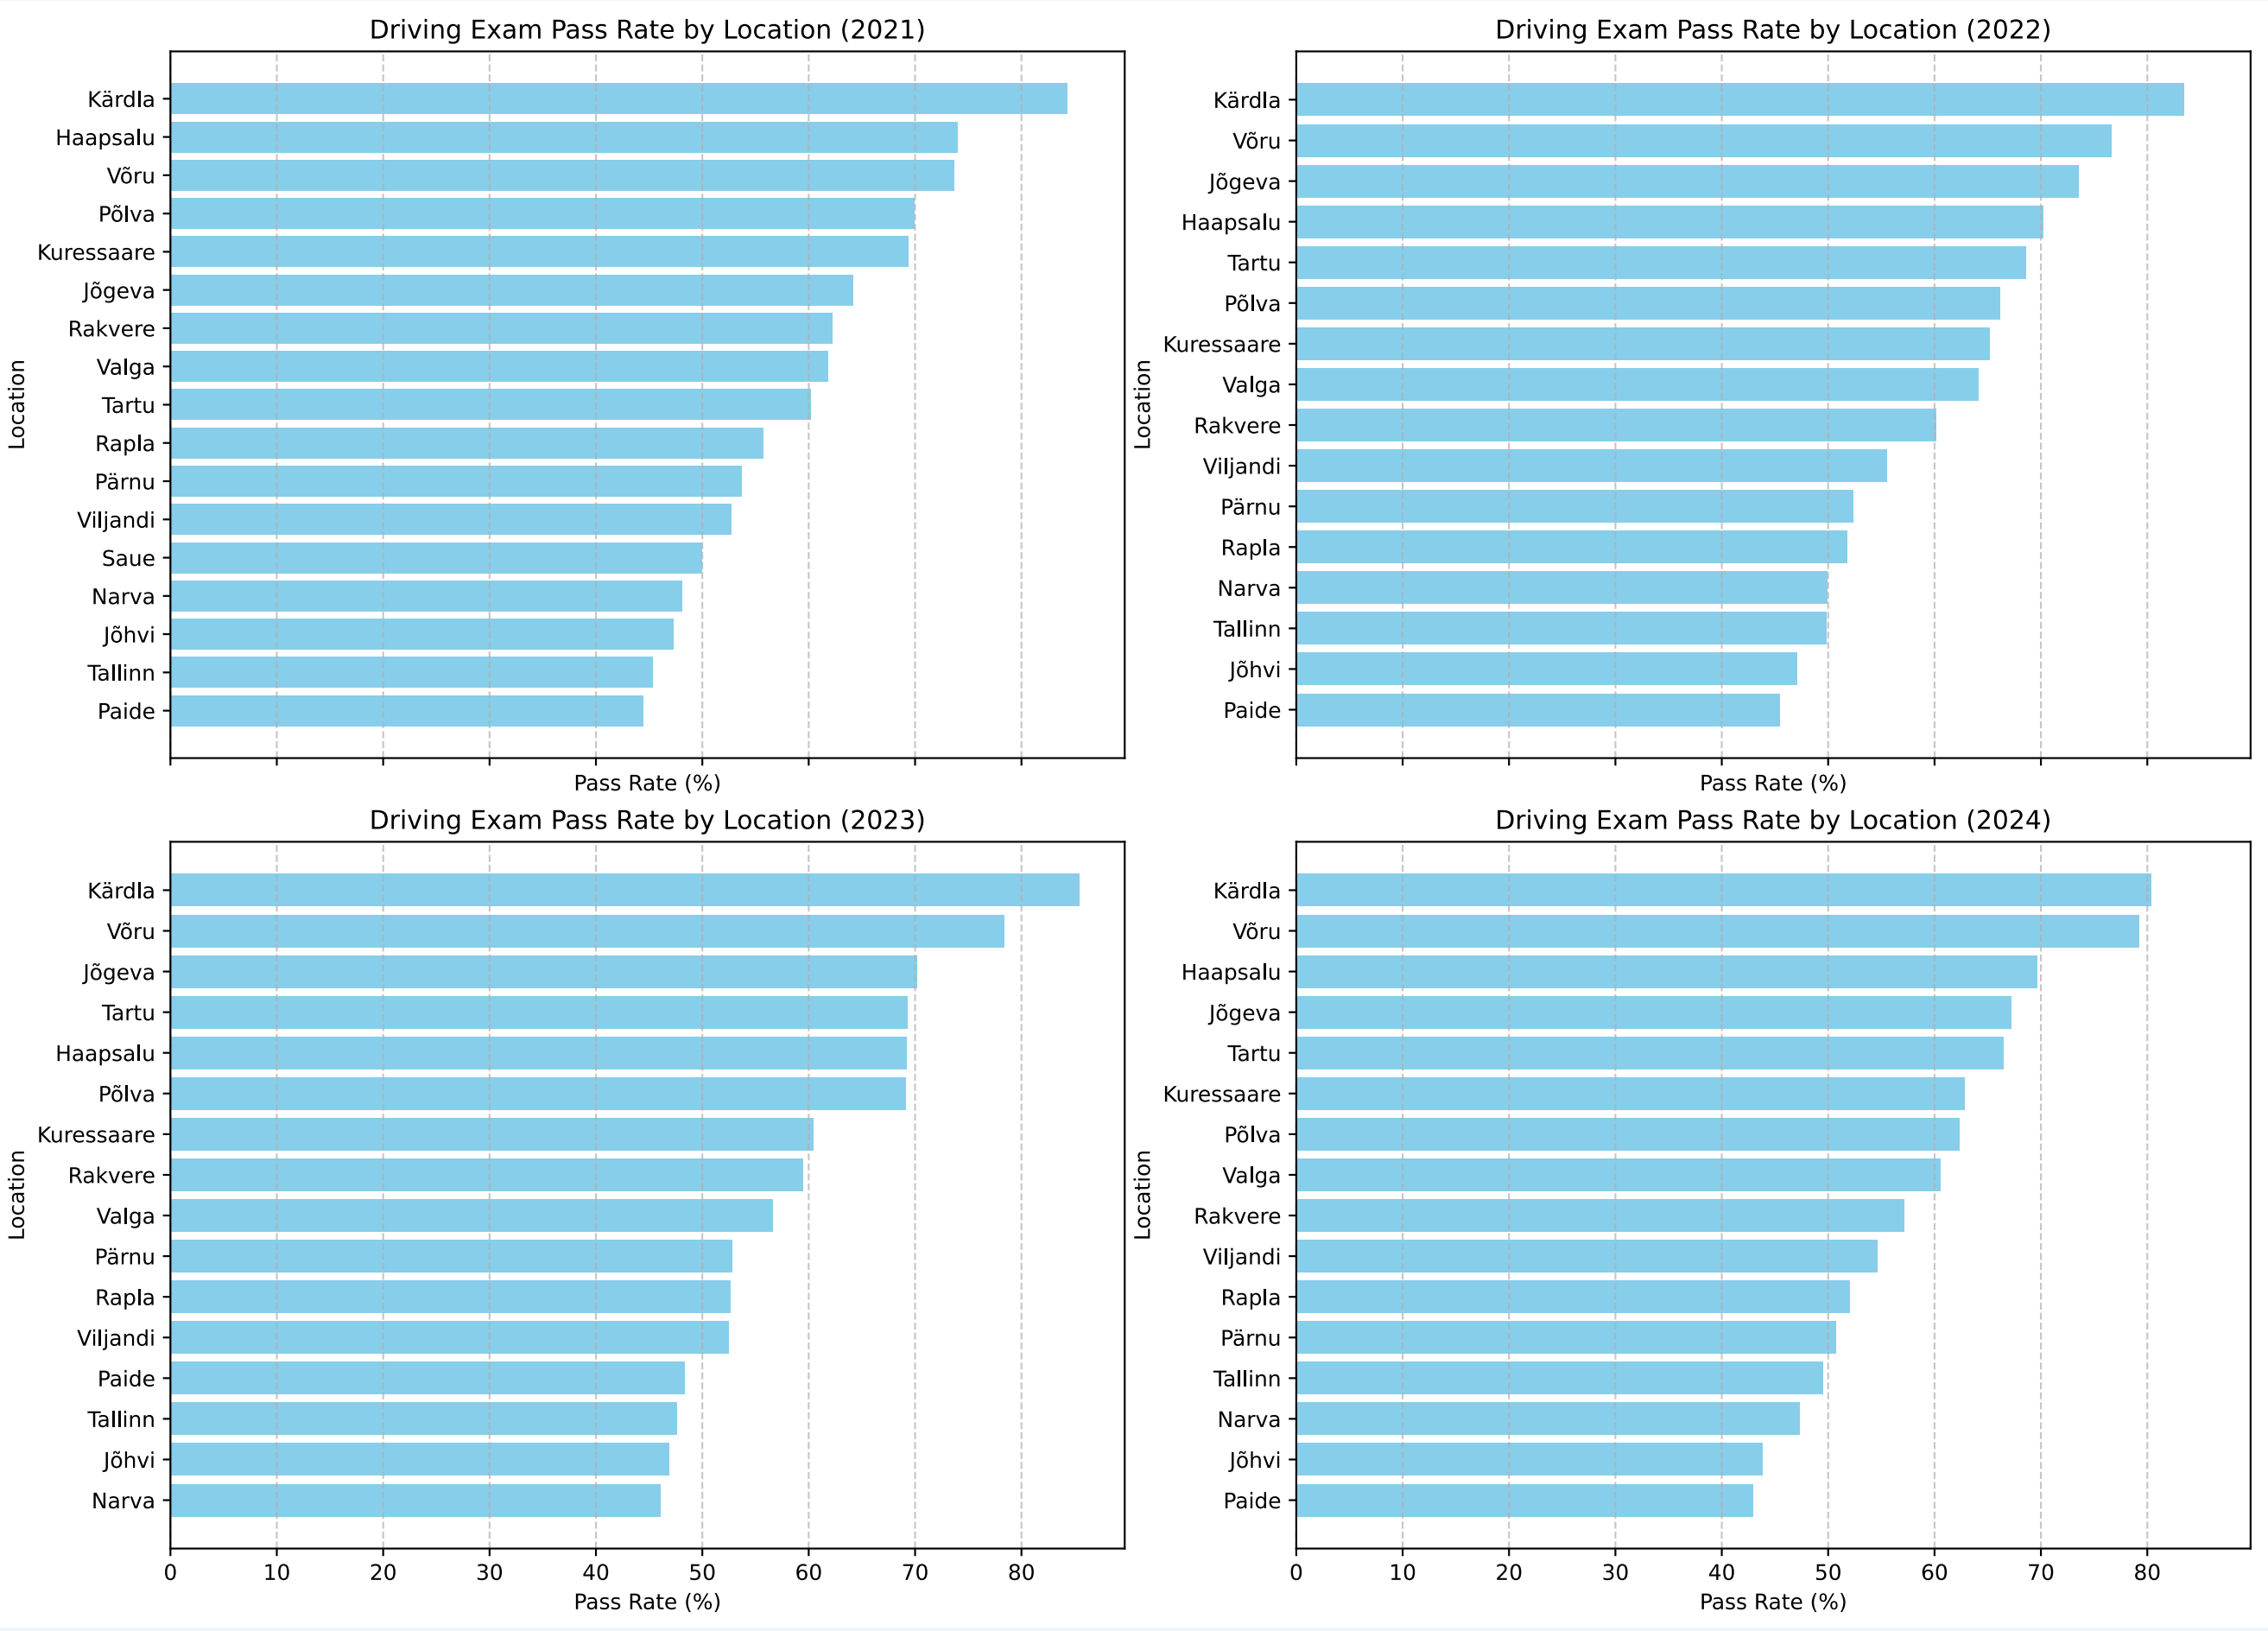 Driving Exam Pass Rate by Location (2021)
Location
Kärdla
Haapsalu
Võru
Põlva
Kuressaare
Jõgeva
Rakvere
Valga
Tartu
Rapla
Pärnu
Viljandi
Saue
Narva
Jõhvi
Tallinn
Paide
Pass Rate (%)
Driving Exam Pass Rate by Location (2022)
Location
Kärdla
Võru
Jõgeva
Haapsalu
Tartu
Põlva
Kuressaare
Valga
Rakvere
Viljandi
Pärnu
Rapla
Narva
Tallinn
Jõhvi
Paide
Pass Rate (%)
Driving Exam Pass Rate by Location (2023)
Location
Kärdla
Võru
Jõgeva
Tartu
Haapsalu
Põlva
Kuressaare
Rakvere
Valga
Pärnu
Rapla
Viljandi
Paide
Tallinn
Jõhvi
Narva
0 10 20 30 40 50 60 70 80
Pass Rate (%)
Driving Exam Pass Rate by Location (2024)
Location
Kärdla
Võru
Haapsalu
Jõgeva
Tartu
Kuressaare
Põlva
Valga
Rakvere
Viljandi
Rapla
Pärnu
Tallinn
Narva
Jõhvi
Paide
0 10 20 30 40 50 60 70 80
Pass Rate (%)